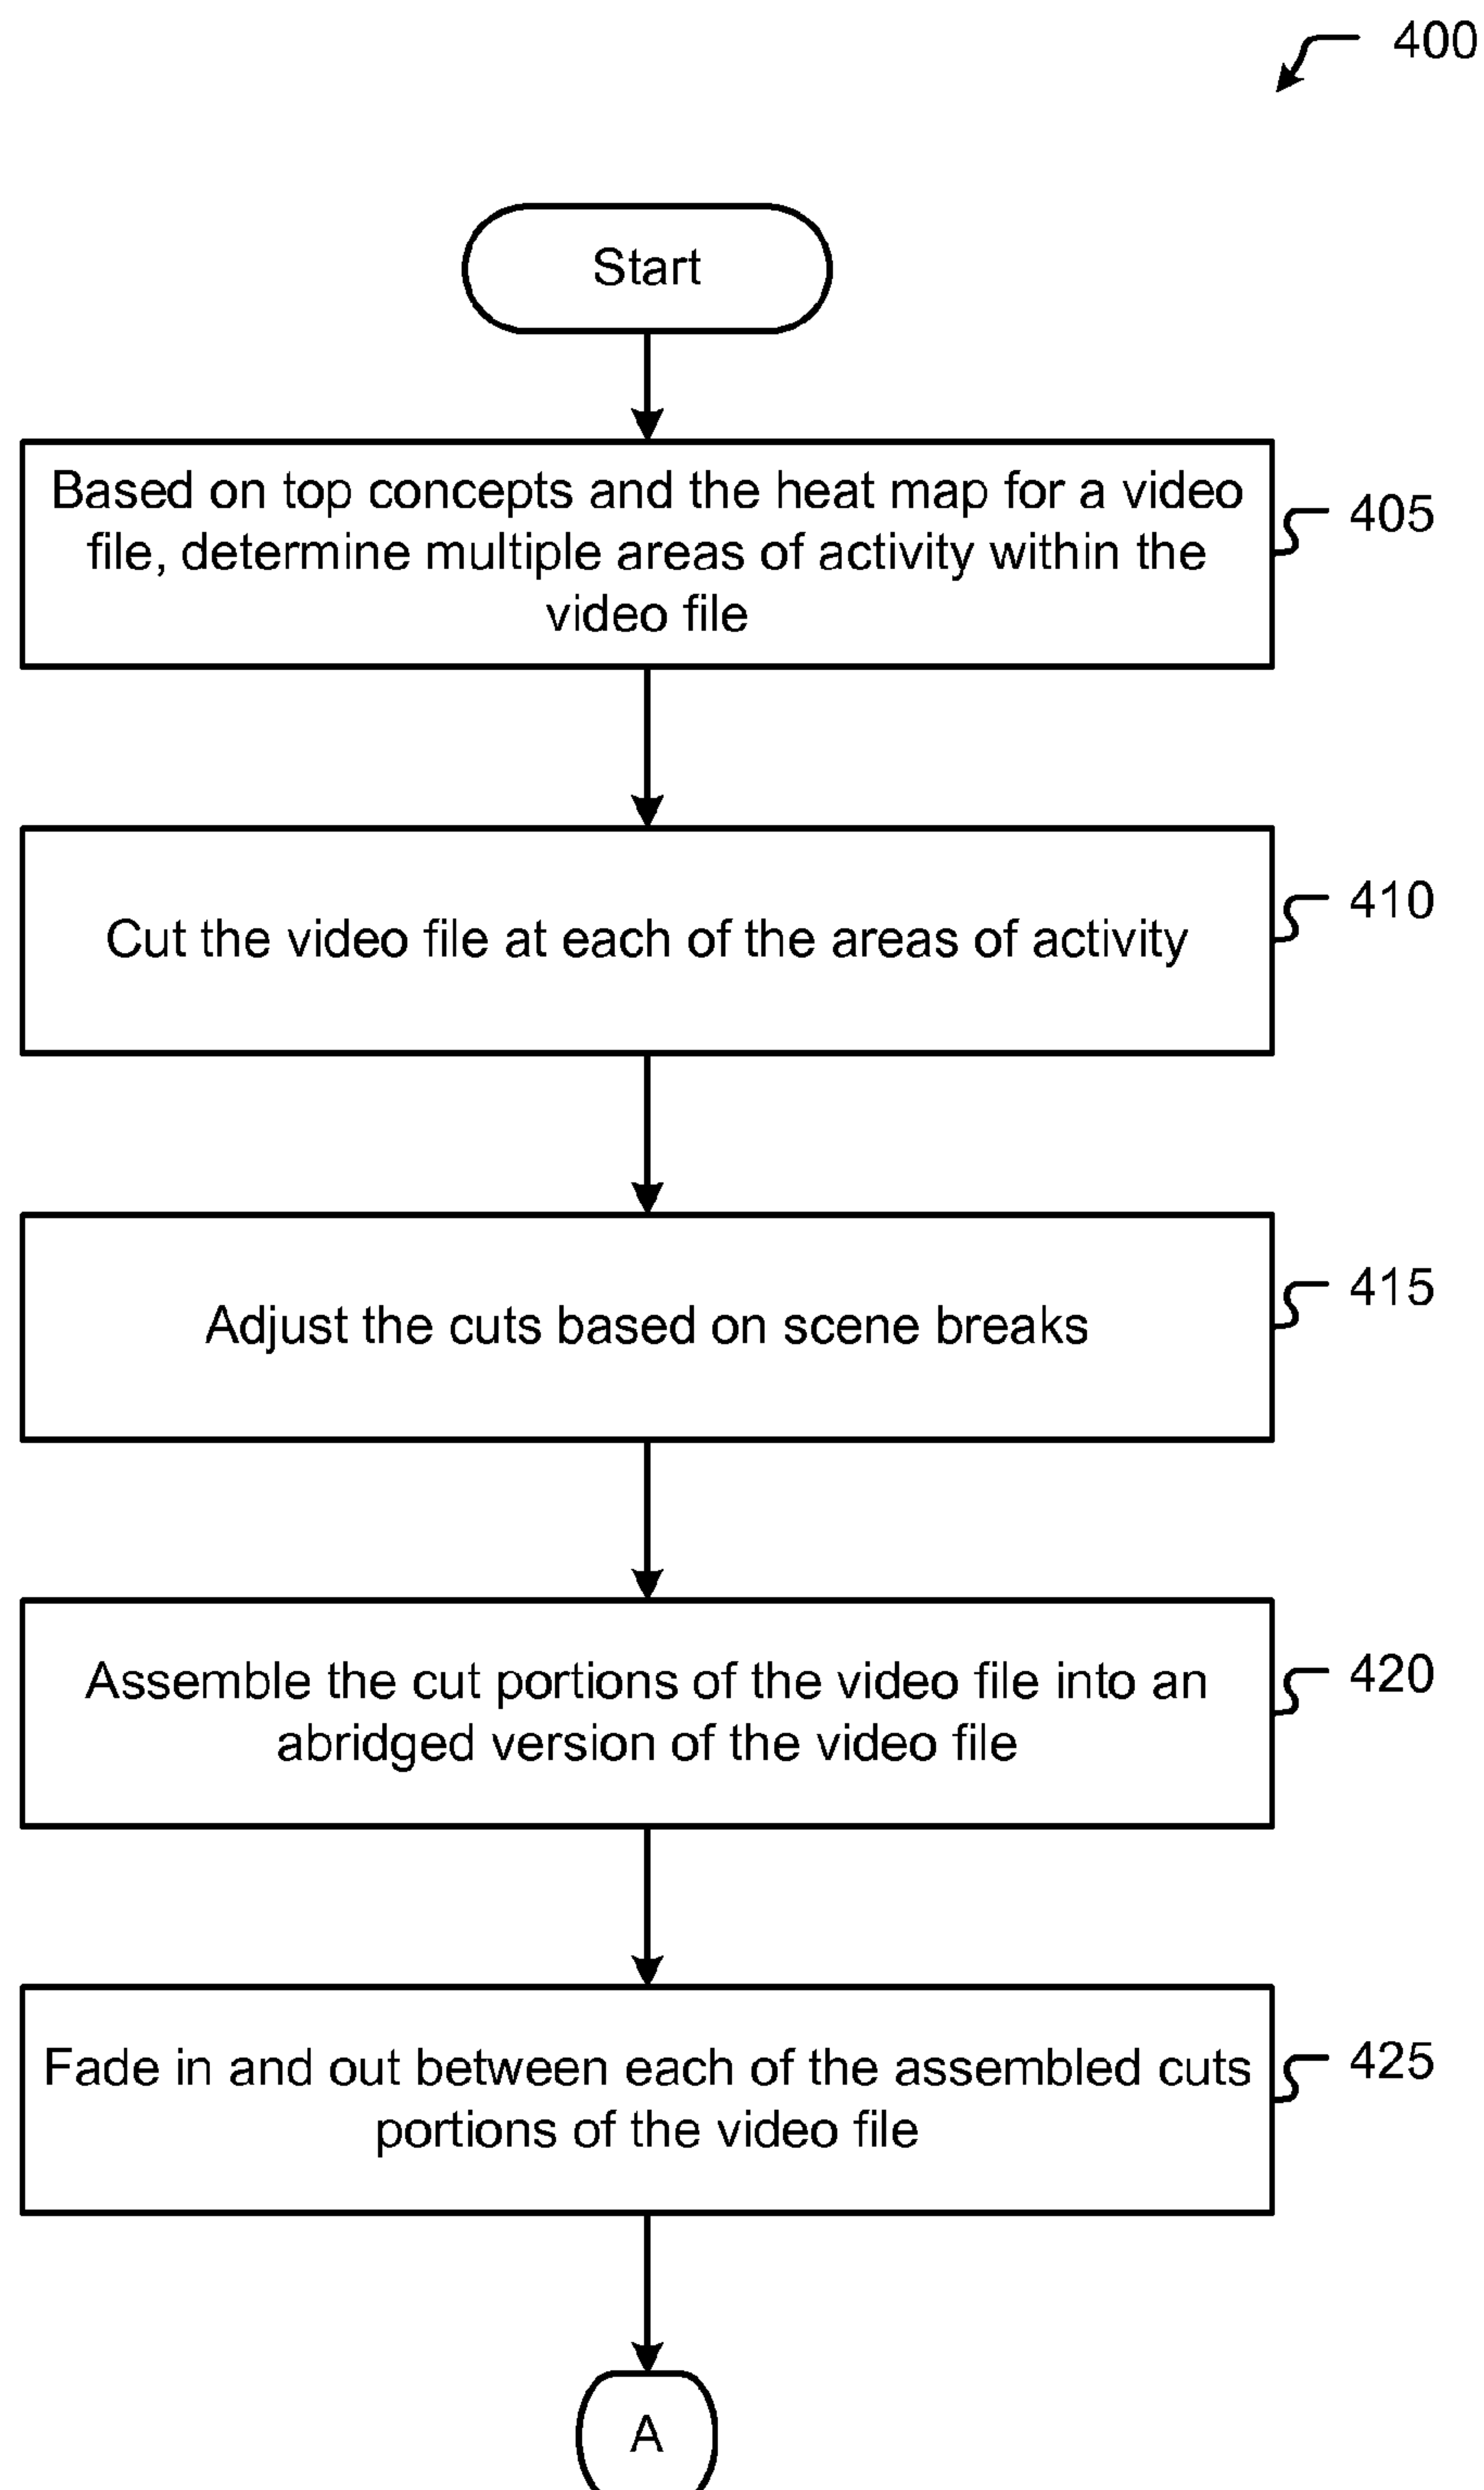 400
Start
Based on top concepts and the heat map for a video
file, determine multiple areas of activity within the
video file
405
Cut the video file at each of the areas of activity
410
Adjust the cuts based on scene breaks
415
Assemble the cut portions of the video file into an
abridged version of the video file
420
Fade in and out between each of the assembled cuts
portions of the video file
425
A